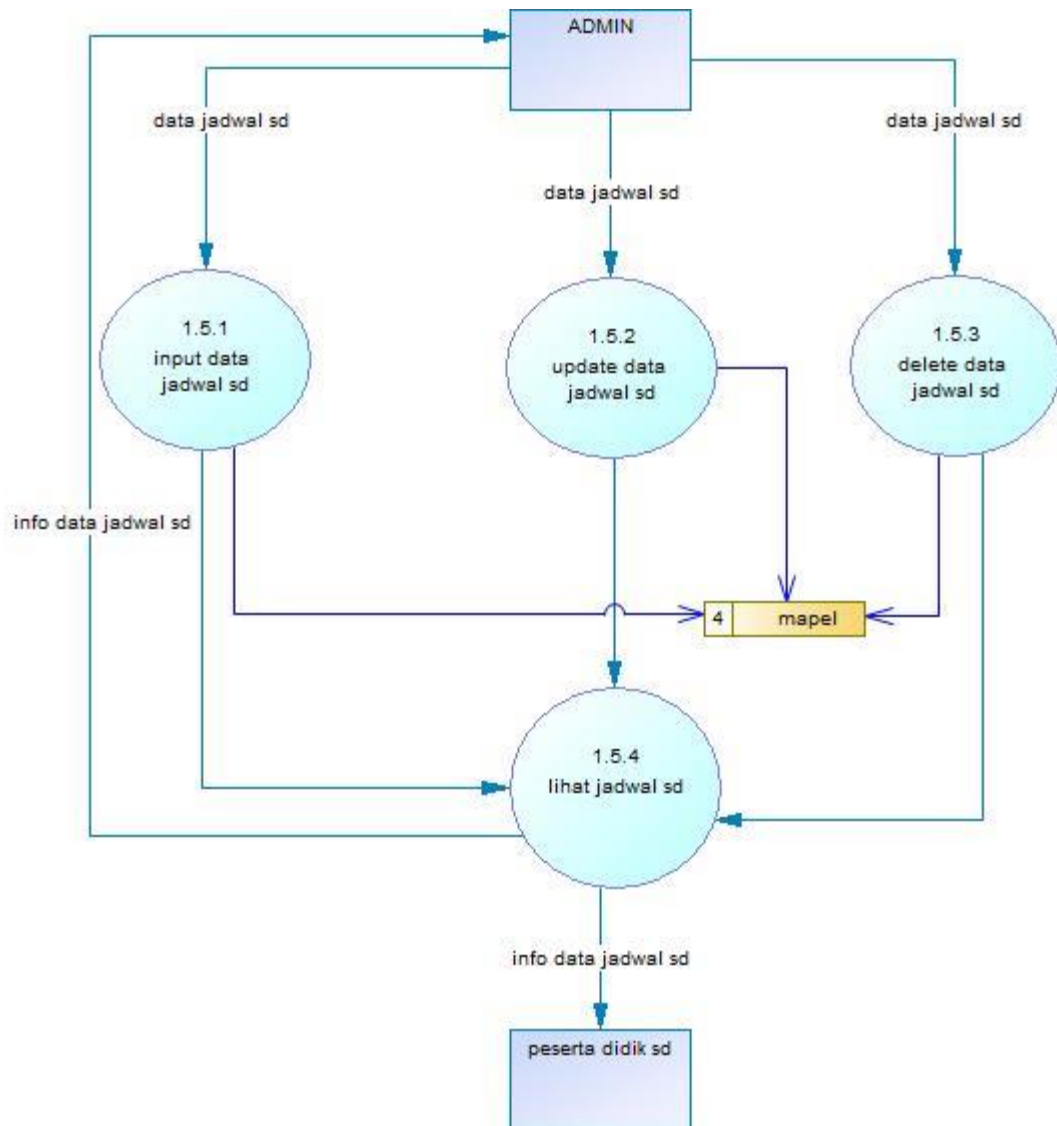 ADMIN
data jadwal sd
data jadwal sd
data jadwal sd
1.5.1
input data
jadwal sd
1.5.2
update data
jadwal sd
1.5.3
delete data
jadwal sd
info data jadwal sd
4 mapel
1.5.4
lihat jadwal sd
info data jadwal sd
peserta didik sd